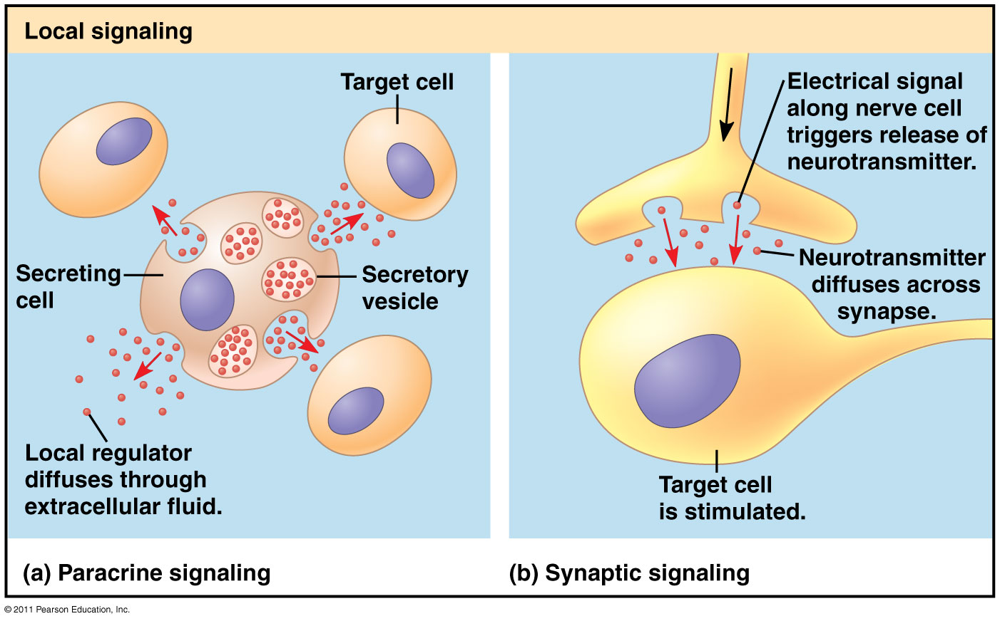 Local signaling
Target cell
Secreting
cell
Secretory
vesicle
Local regulator
diffuses through
extracellular fluid.
(a) Paracrine signaling
Electrical signal
along nerve cell
triggers release of
neurotransmitter.
Neurotransmitter
diffuses across
synapse.
Target cell
is stimulated.
(b) Synaptic signaling
© 2011 Pearson Education, Inc.